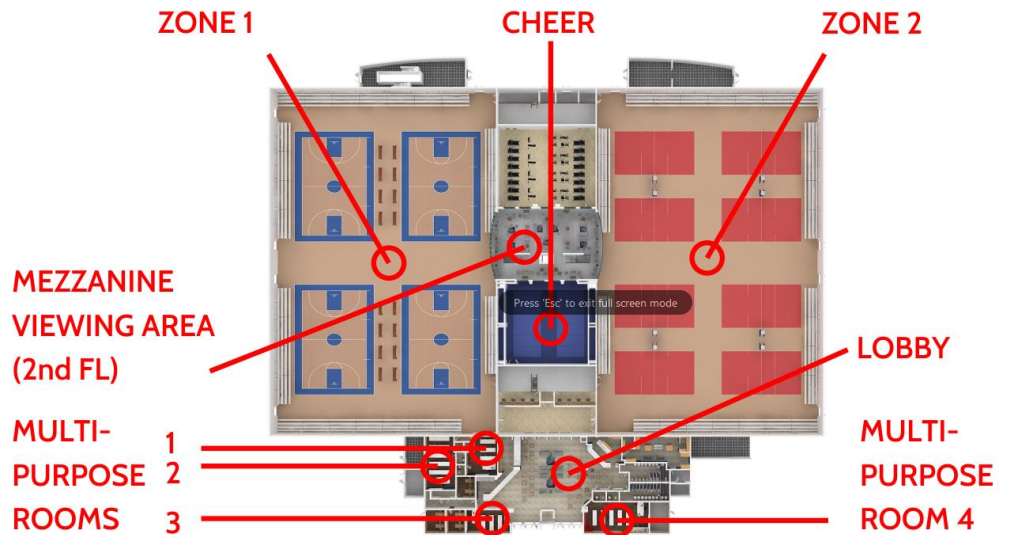 ZONE 1
CHEER
ZONE 2
MEZZANINE
VIEWING AREA
(2nd FL)
Press 'Esc' to exit full screen mode
LOBBY
MULTI-
PURPOSE
ROOMS
1
2
3
MULTI-
PURPOSE
ROOM 4